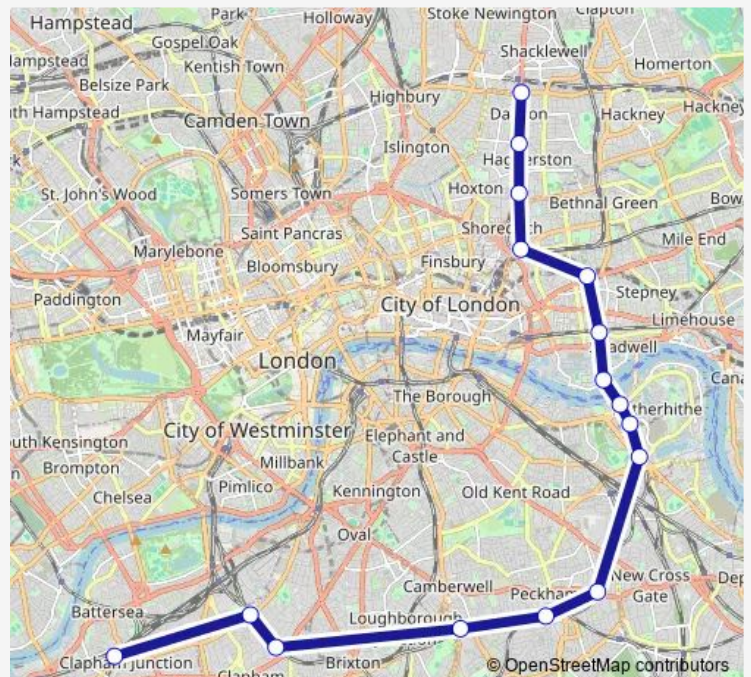 Hampstead
Park
Holloway
Stoke Newington
Clapton
Gospel Oak
Shacklewell
Kentish Town
Homerton
Belsize Park
Highbury
Hackney
Camden Town
Hackney
Islington
Hoxton
St. John's Wood
Somers Town
Bethnal Green
Bow
Saint Pancras
Marylebone
Mile End
Finsbury
Bloomsbury
Stepney
Paddington
City of London
Limehouse
Mayfair
London
The Borough
City of Westminster
Elephant and
Castle
Brompton
Millbank
Pimlico
Kennington
Old Kent Road
Chelsea
Oval
Camberwell
New Cross
Gate
Battersea
Loughborough
Brixton
Clapham
© OpenStreetMap contributors